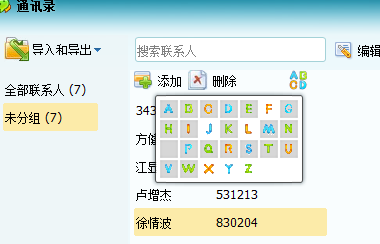 通讯录
导入和导出
搜索联系人
编辑
全部联系人 (7)
未分组 (7)
添加
删除
ABCD
343
A B C D E F G
H I J K L M N
P Q R S T U
V W X Y Z
方
江
卢增杰 531213
徐倩波 830204